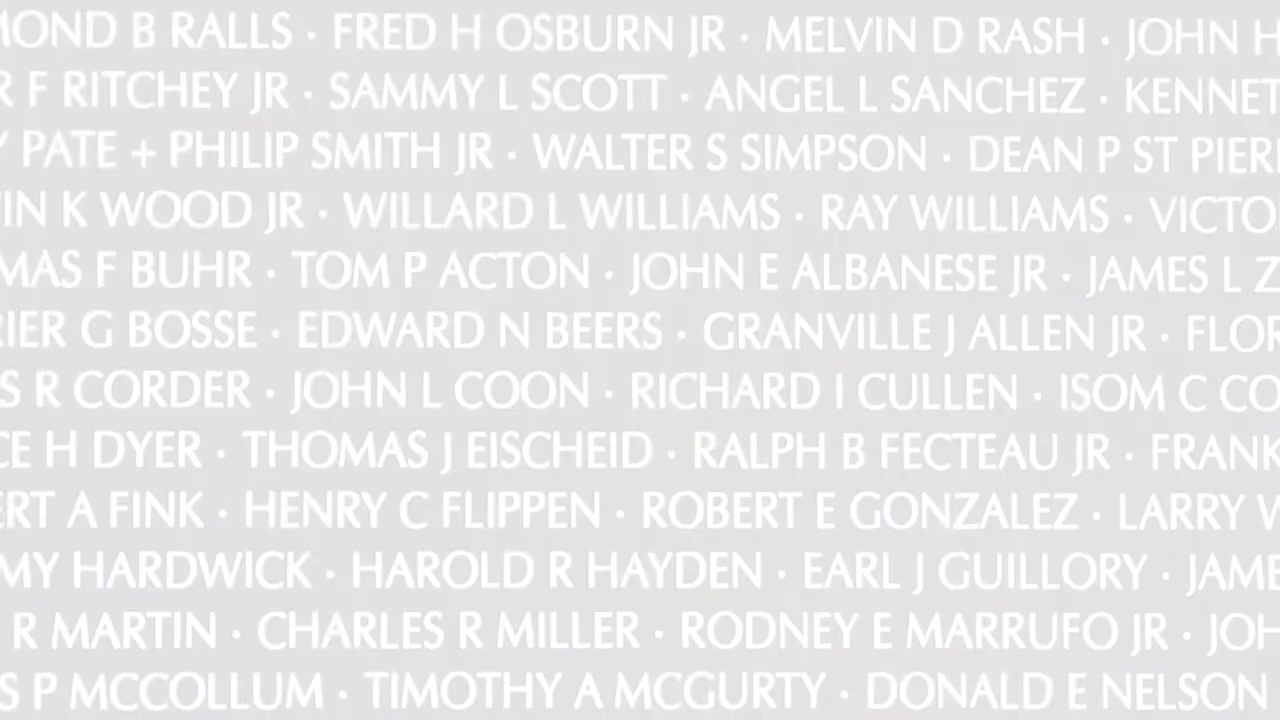 MOND B RALLS · FRED H OSBURN JR · MELVIN D RASH · JOHN H
R F RITCHEY JR · SAMMY L SCOTT · ANGEL L SANCHEZ · KENNET
Y PATE + PHILIP SMITH JR · WALTER S SIMPSON · DEAN P ST PIER
IN K WOOD JR · WILLARD L WILLIAMS · RAY WILLIAMS · VICTO
MAS F BUHR · TOM P ACTON · JOHN E ALBANESE JR · JAMES L Z
RIER G BOSSE · EDWARD N BEERS · GRANVILLE J ALLEN JR · FLOR
S R CORDER · JOHN L COON · RICHARD I CULLEN · ISOM C CO
CE H DYER · THOMAS J EISCHEID · RALPH B FECTEAU JR · FRANK
ERT A FINK · HENRY C FLIPPEN · ROBERT E GONZALEZ · LARRY W
MY HARDWICK · HAROLD R HAYDEN · EARL J GUILLORY · JAME
R MARTIN · CHARLES R MILLER · RODNEY E MARRUFO JR · JOH
S P MCCOLLUM · TIMOTHY A MCGURTY · DONALD E NELSON